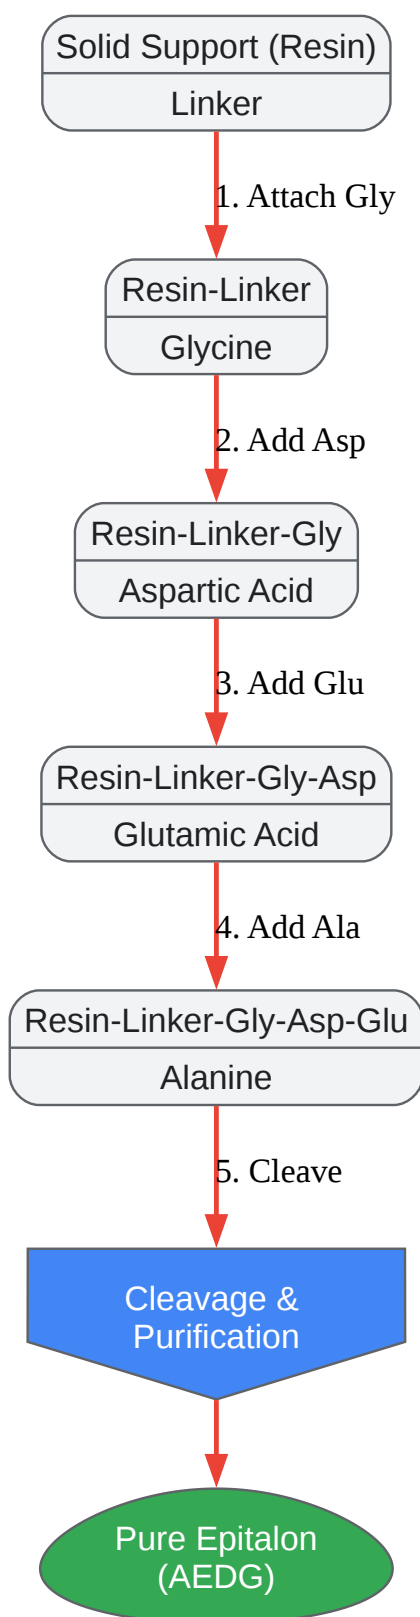 Solid Support (Resin)
Linker
1. Attach Gly
Resin-Linker
Glycine
2. Add Asp
Resin-Linker-Gly
Aspartic Acid
3. Add Glu
Resin-Linker-Gly-Asp
Glutamic Acid
4. Add Ala
Resin-Linker-Gly-Asp-Glu
Alanine
5. Cleave
Cleavage &
Purification
Pure Epitalon
(AEDG)